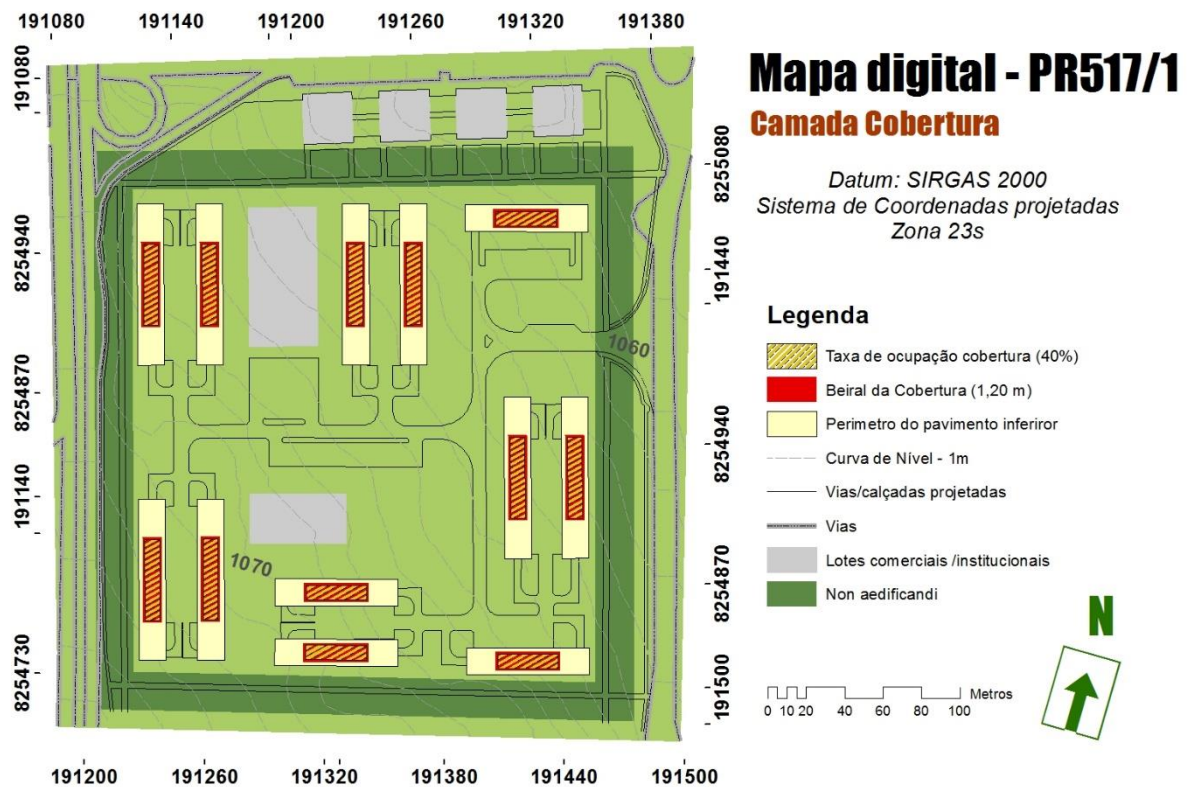 191080 191140 191200 191260 191320 191380
Mapa digital - PR517/1
Camada Cobertura
Datum: SIRGAS 2000
Sistema de Coordenadas projetadas
Zona 23s
191080
8254940
8254870
191140
8254730
8255080
191440
8254940
8254870
191500
1060
1070
Legenda
Taxa de ocupação cobertura (40%)
Beiral da Cobertura (1,20 m)
Perimetro do pavimento inferiror
Curva de Nível - 1m
Vias/calçadas projetadas
Vias
Lotes comerciais /institucionais
Non aedificandi
N
Metros
0 10 20 40 60 80 100
191200 191260 191320 191380 191440 191500